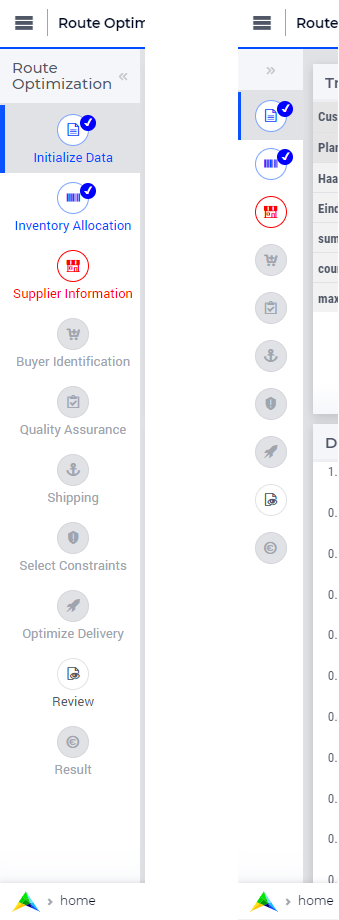 Route Optim
Route
Optimization «
Initialize Data
Inventory Allocation
Supplier Information
Buyer Identification
Quality Assurance
Shipping
Select Constraints
Optimize Delivery
Review
Result
home
Route
»
Tr
Cus
Plan
Haa
Eind
sum
cour
max
D
1.
0.
0.
0.
0.
0.
0.
0.
0.
0.
0.
home